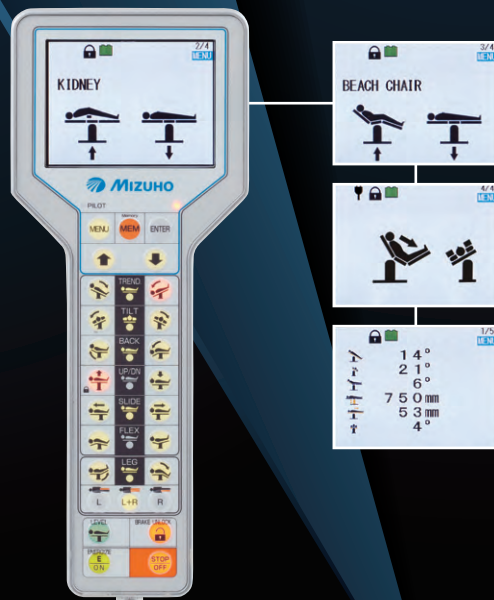 2/4
MENU
KIDNEY
MIZUHO
PILOT
MENU
MEM
ENTER
TREND
TILT
BACK
UP/DN
SLIDE
FLEX
LEG
L
L+R
R
LEVEL
BRAKE UNLOCK
E
ON
STOP
OFF
3/4
MENU
BEACH CHAIR
4/4
MENU
1/5
MENU
14°
21°
6°
750mm
53mm
4°